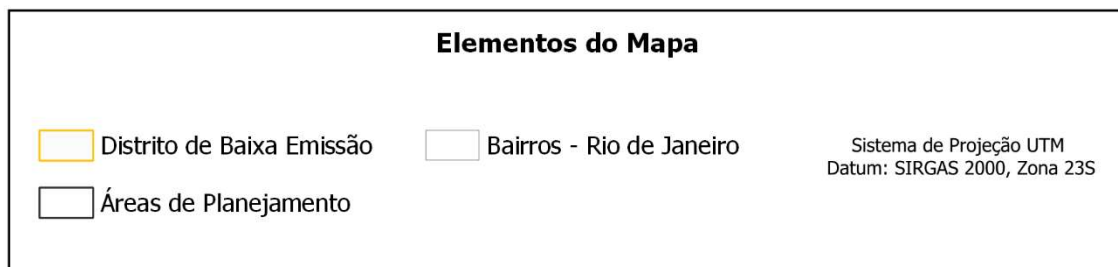 Elementos do Mapa
Distrito de Baixa Emissão
Bairros - Rio de Janeiro
Sistema de Projeção UTM
Datum: SIRGAS 2000, Zona 23S
Áreas de Planejamento